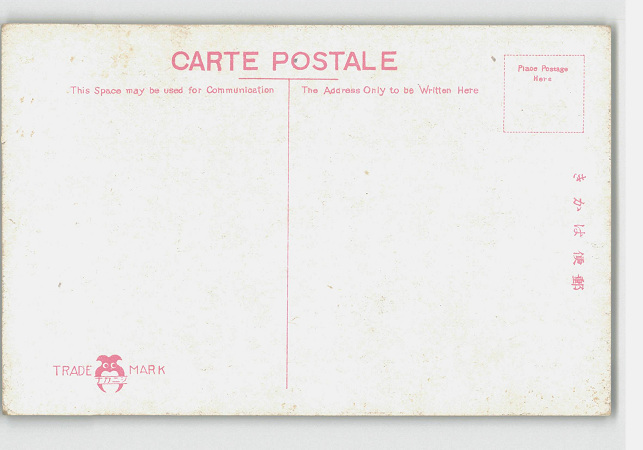 CARTE POSTALE
This Space may be used for Communication
The Address Only to be Written Here
Place Postage
Here
きかは便郵
TRADE MARK